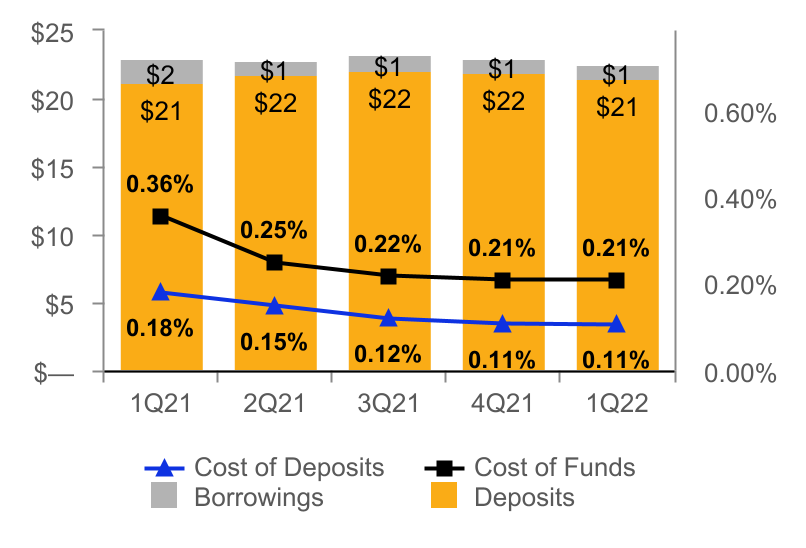 $25
$20
$15
$10
$5
$—
0.60%
0.40%
0.20%
0.00%
$2 $1 $1 $1 $1
$21 $22 $22 $22 $21
0.36% 0.25% 0.22% 0.21% 0.21%
0.18% 0.15% 0.12% 0.11% 0.11%
1Q21 2Q21 3Q21 4Q21 1Q22
Cost of Deposits Cost of Funds
Borrowings Deposits